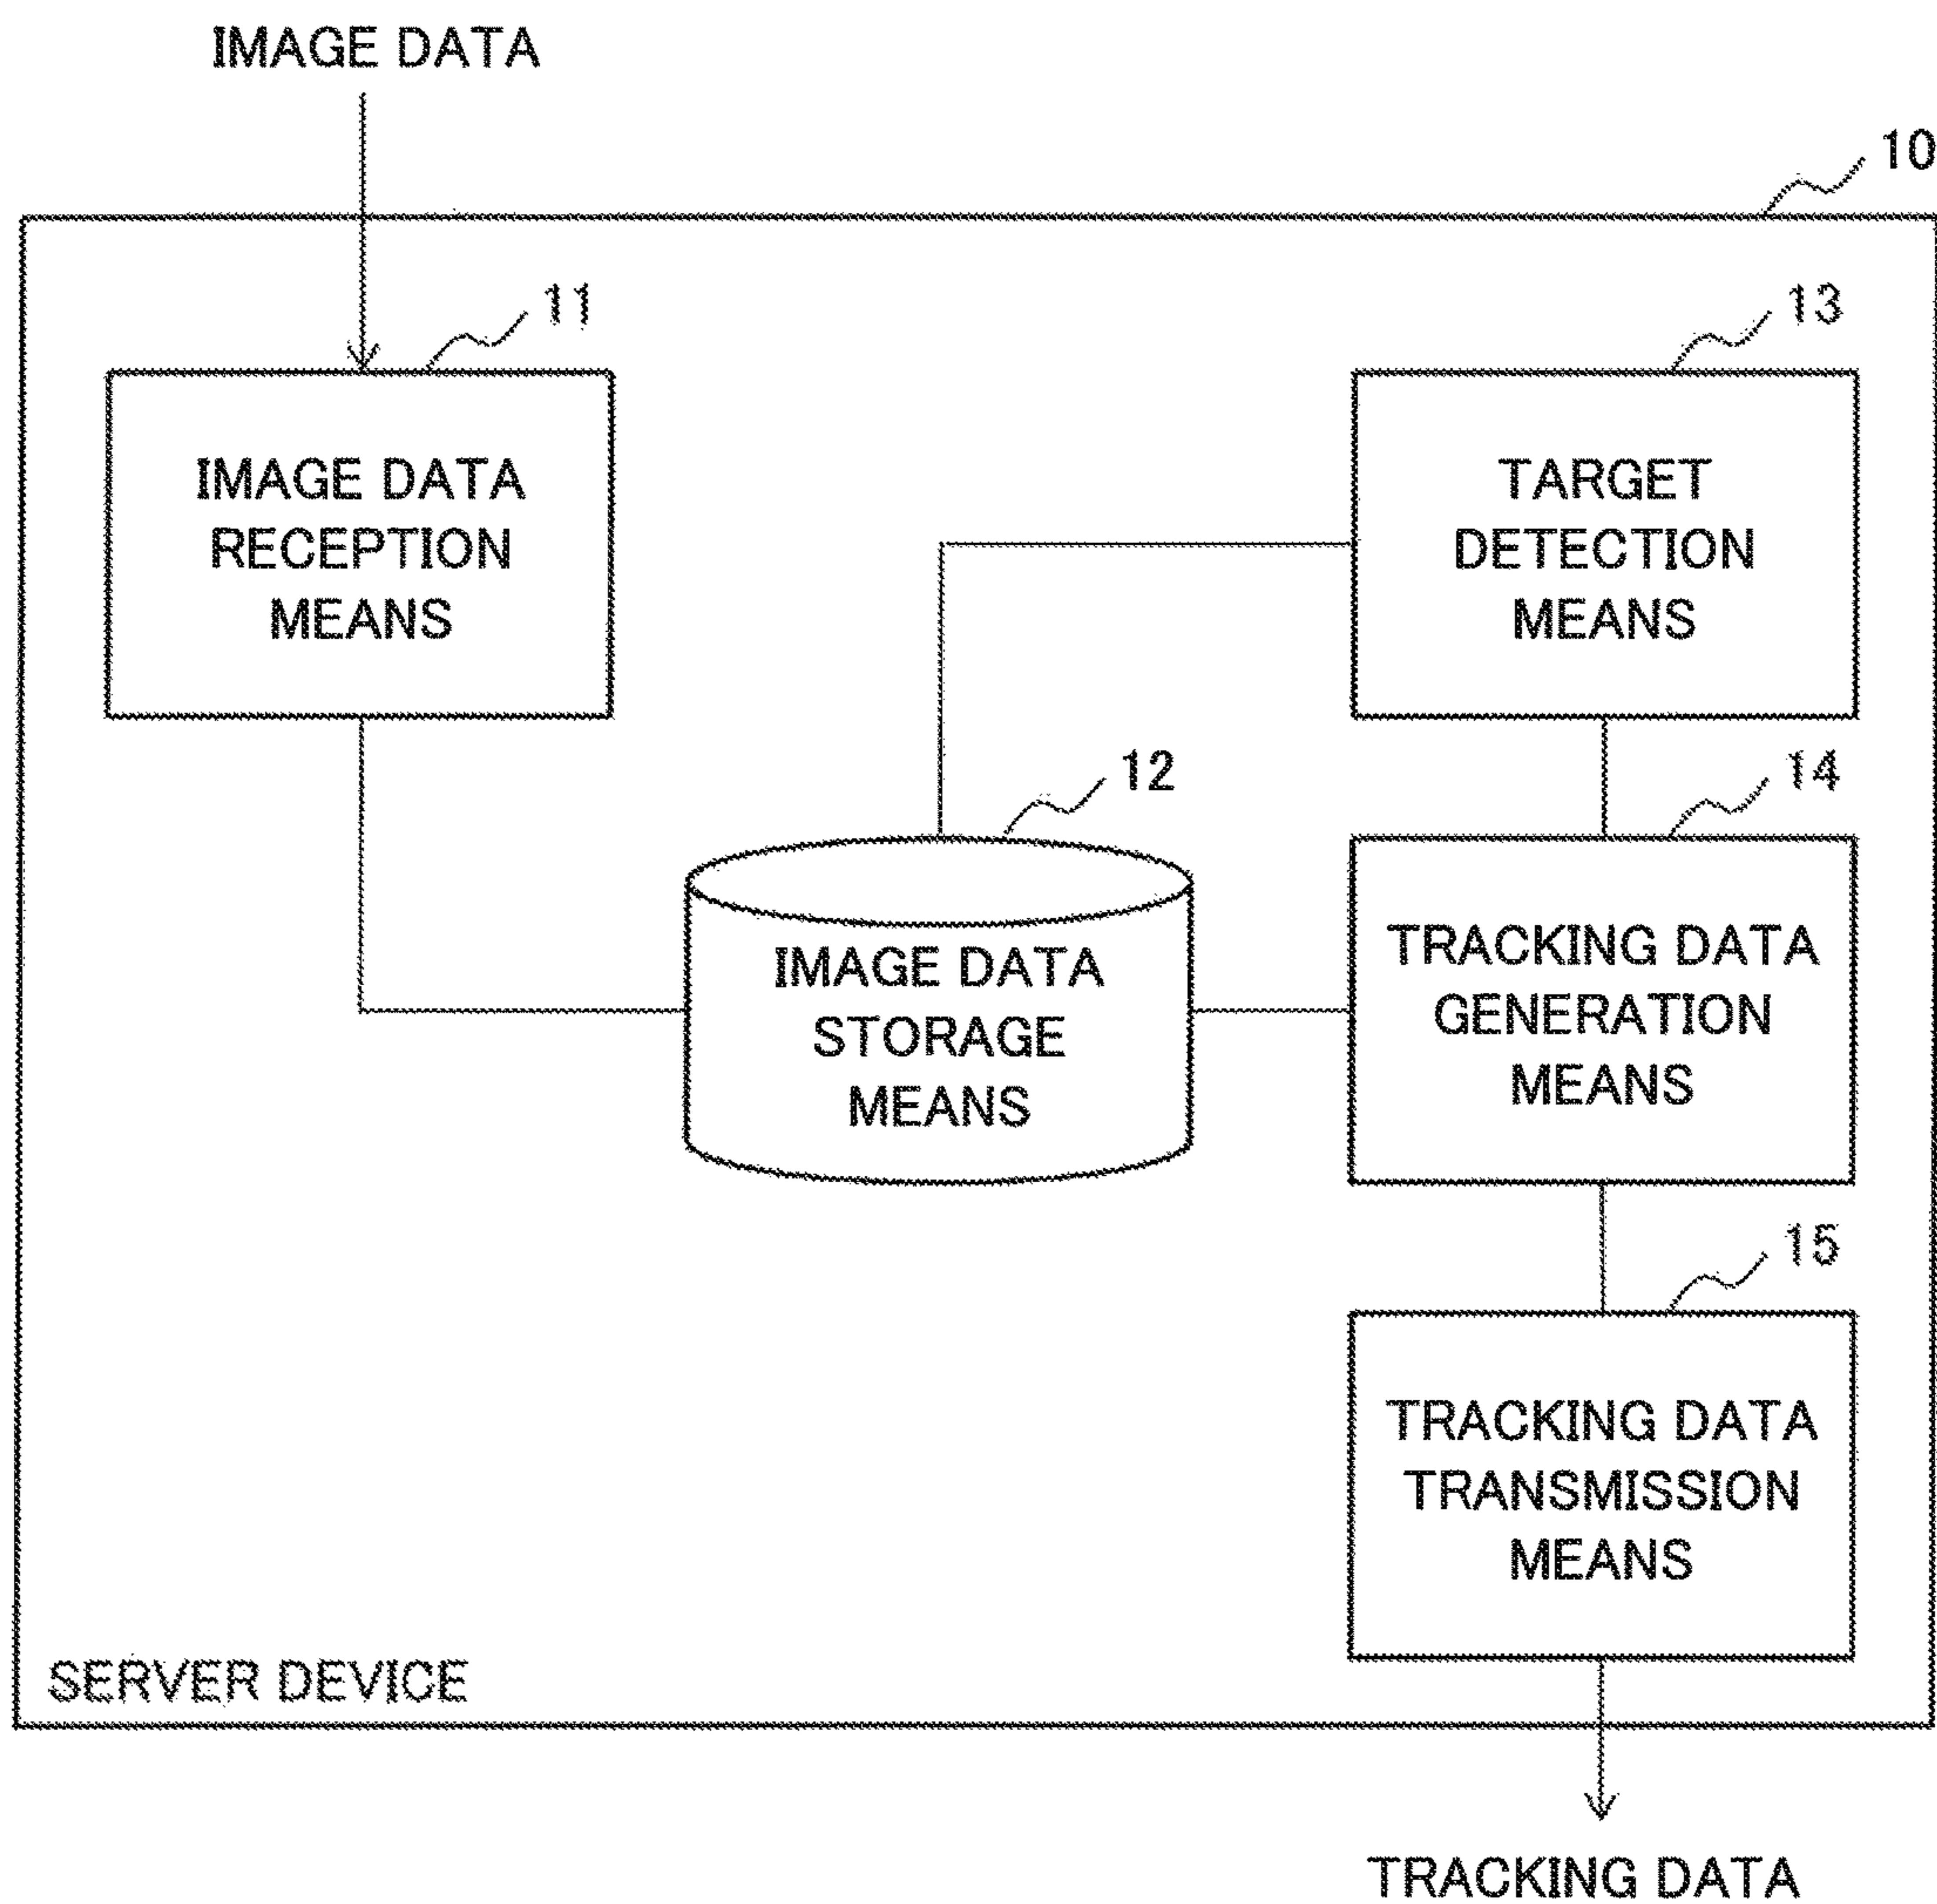 IMAGE DATA
10
11
IMAGE DATA
RECEPTION
MEANS
13
TARGET
DETECTION
MEANS
12
IMAGE DATA
STORAGE
MEANS
14
TRACKING DATA
GENERATION
MEANS
15
TRACKING DATA
TRANSMISSION
MEANS
SERVER DEVICE
TRACKING DATA